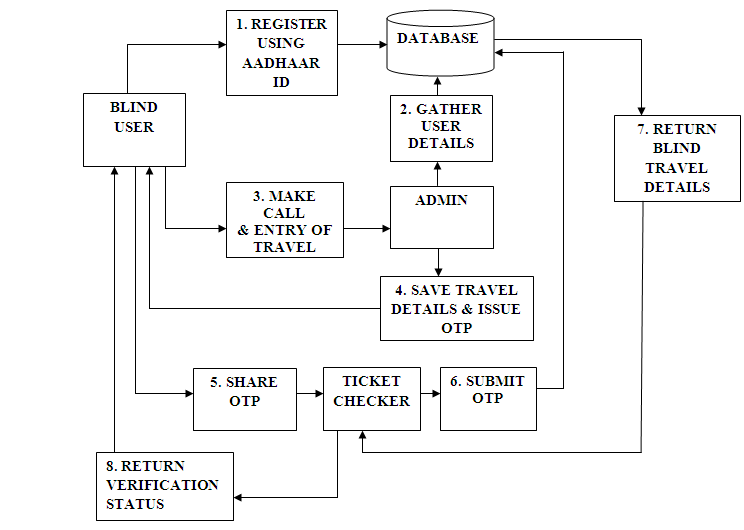 1. REGISTER
USING
AADHAAR
ID
DATABASE
BLIND
USER
2. GATHER
USER
DETAILS
7. RETURN
BLIND
TRAVEL
DETAILS
3. MAKE
CALL
& ENTRY OF
TRAVEL
ADMIN
4. SAVE TRAVEL
DETAILS & ISSUE
OTP
5. SHARE
OTP
TICKET
CHECKER
6. SUBMIT
OTP
8. RETURN
VERIFICATION
STATUS